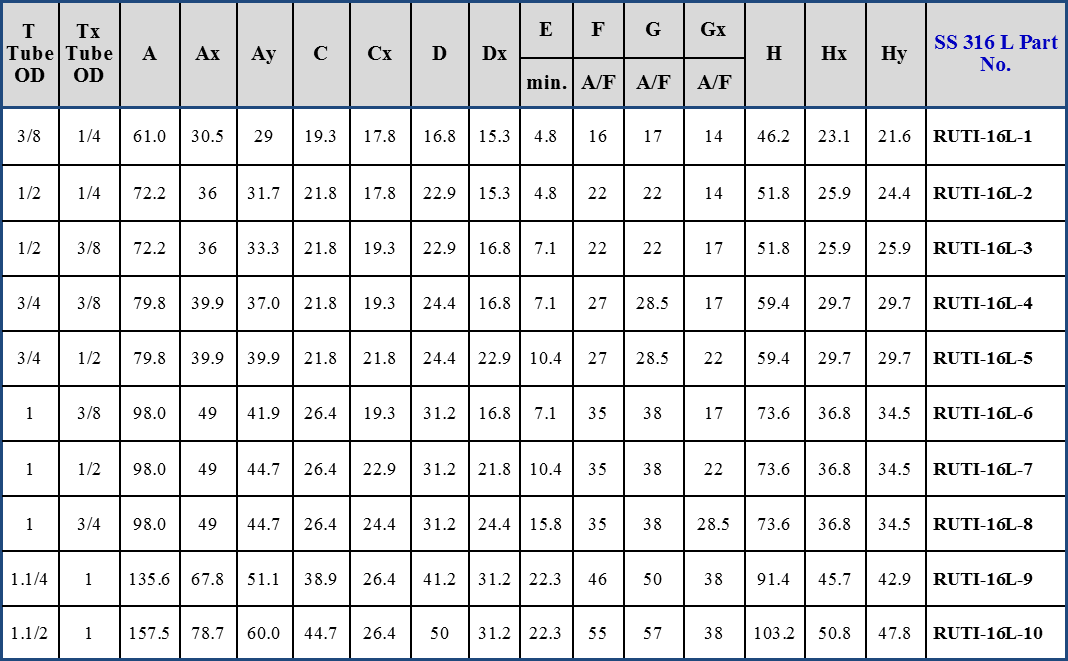 T Tube OD Tx Tube OD A Ax Ay C Cx D Dx E min. F A/F G A/F Gx A/F H Hx Hy SS 316 L Part No.
3/8 1/4 61.0 30.5 29 19.3 17.8 16.8 15.3 4.8 16 17 14 46.2 23.1 21.6 RUTI-16L-1
1/2 1/4 72.2 36 31.7 21.8 17.8 22.9 15.3 4.8 22 22 14 51.8 25.9 24.4 RUTI-16L-2
1/2 3/8 72.2 36 33.3 21.8 19.3 22.9 16.8 7.1 22 22 17 51.8 25.9 25.9 RUTI-16L-3
3/4 3/8 79.8 39.9 37.0 21.8 19.3 24.4 16.8 7.1 27 28.5 17 59.4 29.7 29.7 RUTI-16L-4
3/4 1/2 79.8 39.9 39.9 21.8 21.8 24.4 22.9 10.4 27 28.5 22 59.4 29.7 29.7 RUTI-16L-5
1 3/8 98.0 49 41.9 26.4 19.3 31.2 16.8 7.1 35 38 17 73.6 36.8 34.5 RUTI-16L-6
1 1/2 98.0 49 44.7 26.4 22.9 31.2 21.8 10.4 35 38 22 73.6 36.8 34.5 RUTI-16L-7
1 3/4 98.0 49 44.7 26.4 24.4 31.2 24.4 15.8 35 38 28.5 73.6 36.8 34.5 RUTI-16L-8
1.1/4 1 135.6 67.8 51.1 38.9 26.4 41.2 31.2 22.3 46 50 38 91.4 45.7 42.9 RUTI-16L-9
1.1/2 1 157.5 78.7 60.0 44.7 26.4 50 31.2 22.3 55 57 38 103.2 50.8 47.8 RUTI-16L-10